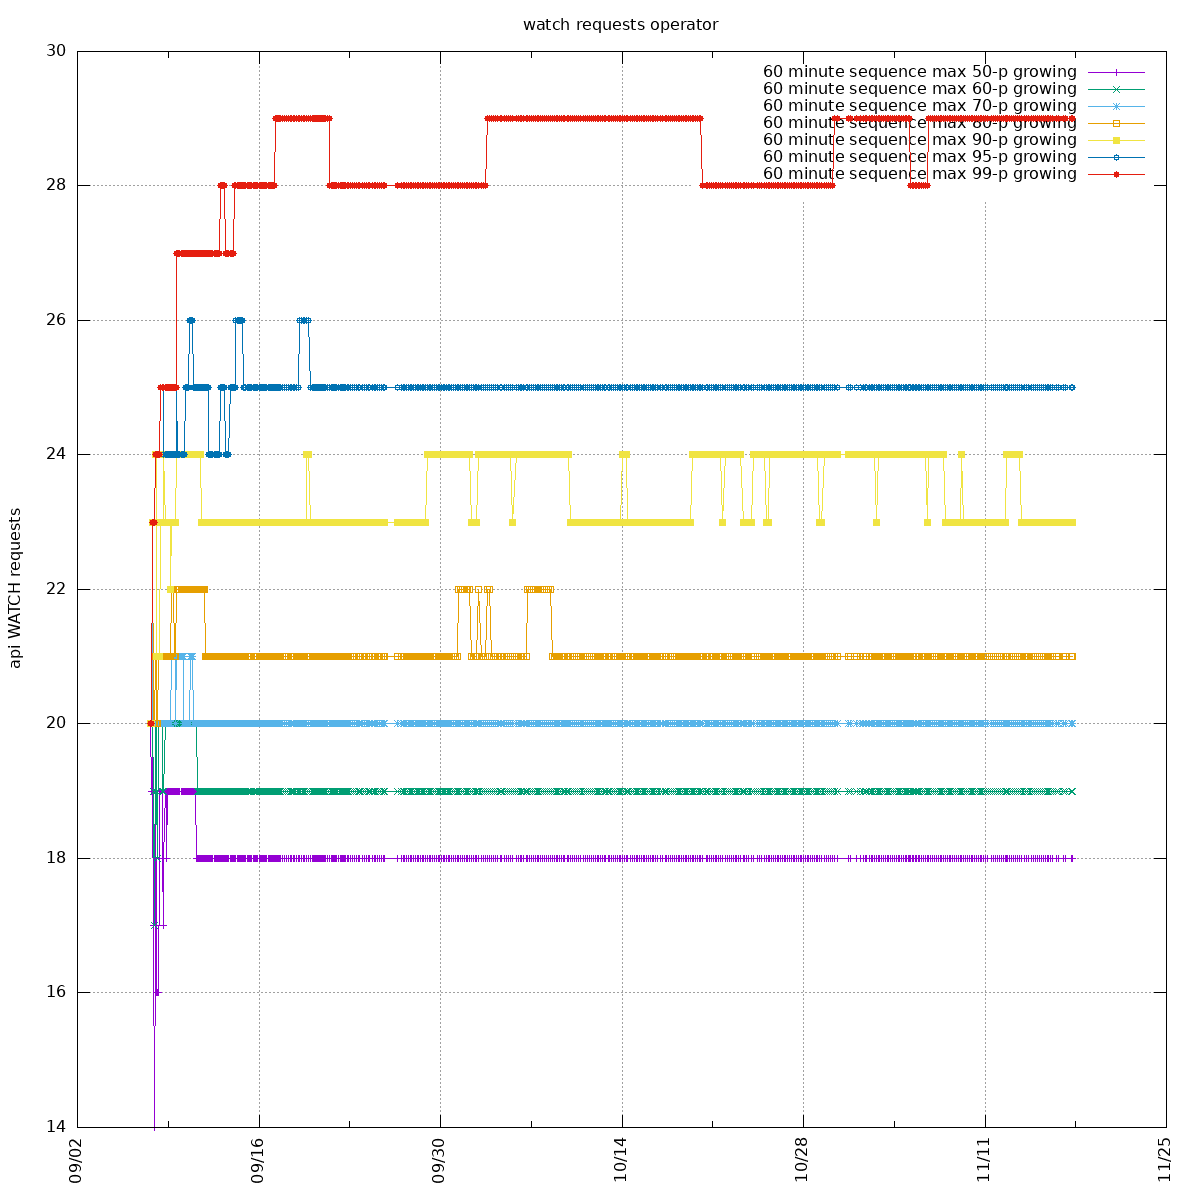 watch requests operator
30
28
26
24
22
20
18
16
14
api WATCH requests
60 minute sequence max 50-p growing
60 minute sequence max 60-p growing
60 minute sequence max 70-p growing
60 minute sequence max 80-p growing
60 minute sequence max 90-p growing
60 minute sequence max 95-p growing
60 minute sequence max 99-p growing
09/02
09/16
09/30
10/14
10/28
11/11
11/25